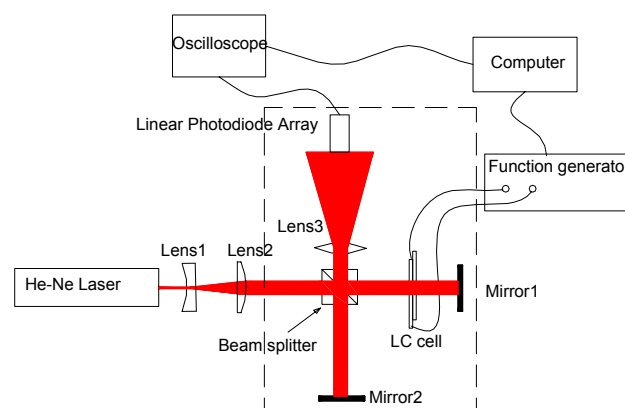 Oscilloscope
Computer
Linear Photodiode Array
Function generato
Lens3
Lens1
Lens2
He-Ne Laser
Mirror1
Beam splitter
LC cell
Mirror2